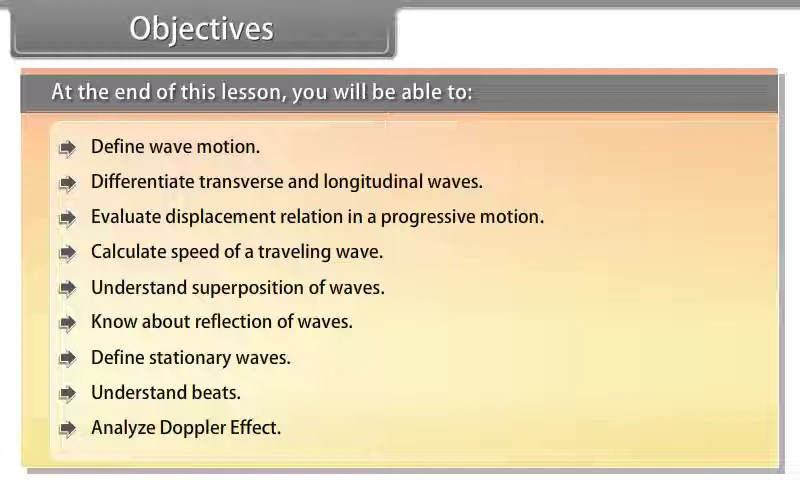 Objectives
At the end of this lesson, you will be able to:
Define wave motion.
Differentiate transverse and longitudinal waves.
Evaluate displacement relation in a progressive motion.
Calculate speed of a traveling wave.
Understand superposition of waves.
Know about reflection of waves.
Define stationary waves.
Understand beats.
Analyze Doppler Effect.